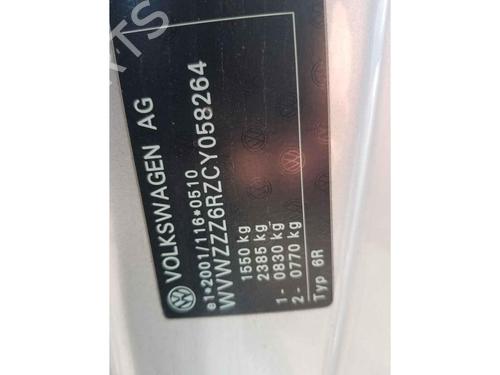 VOLKSWAGEN AG
e1*2001/116*0510
WVWZZZ6RZCY058264
1550 kg
2385 kg
1- 0830 kg
2- 0770 kg
Typ 6R
PARTS